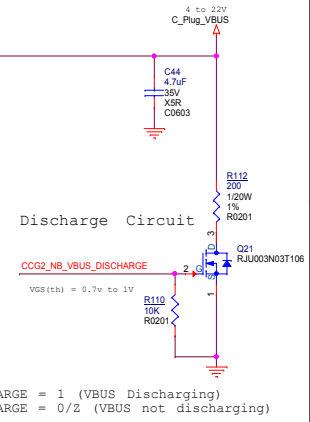 4 to 22V
C_Plug_VBUS
C44
4.7uF
35V
X5R
C0603
R112
200
1/20W
1%
R0201
Discharge Circuit
3
D
Q21
RJU003N03T106
CCG2_NB_VBUS_DISCHARGE
2
G
S
VGS(th) = 0.7v to 1V
1
R110
10K
R0201
ARGE = 1 (VBUS Discharging)
ARGE = 0/Z (VBUS not discharging)